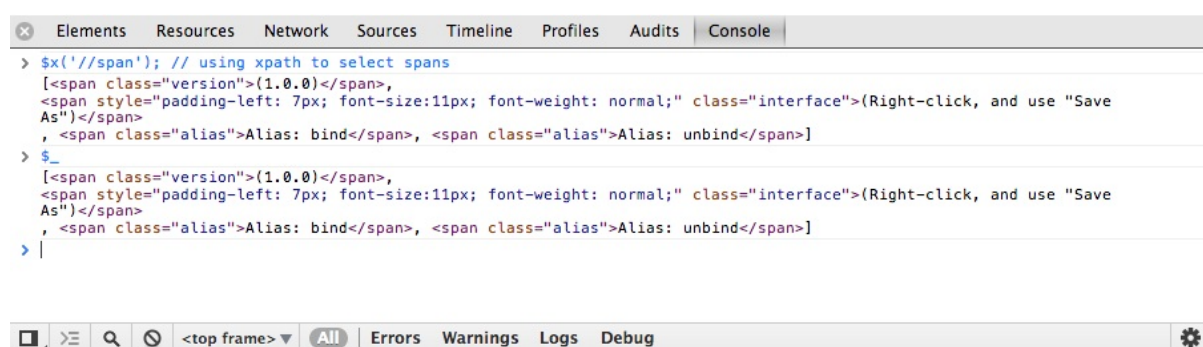 Elements Resources Network Sources Timeline Profiles Audits Console
> $x('//span'); // using xpath to select spans
[<span class="version">(1.0.0)</span>,
<span style="padding-left: 7px; font-size:11px; font-weight: normal;" class="interface">(Right-click, and use "Save
As")</span>
, <span class="alias">Alias: bind</span>, <span class="alias">Alias: unbind</span>]
> $_
[<span class="version">(1.0.0)</span>,
<span style="padding-left: 7px; font-size:11px; font-weight: normal;" class="interface">(Right-click, and use "Save
As")</span>
, <span class="alias">Alias: bind</span>, <span class="alias">Alias: unbind</span>]
>
<top frame> All Errors Warnings Logs Debug